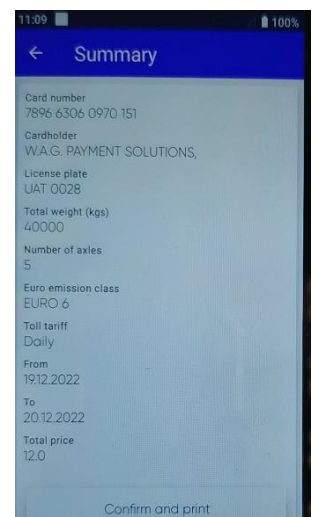 11:09
100%
Summary
Card number
7896 6306 0970 151
Cardholder
W.A.G. PAYMENT SOLUTIONS,
License plate
UAT 0028
Total weight (kgs)
40000
Number of axles
5
Euro emission class
EURO 6
Toll tariff
Daily
From
19.12.2022
To
20.12.2022
Total price
12.0
Confirm and print